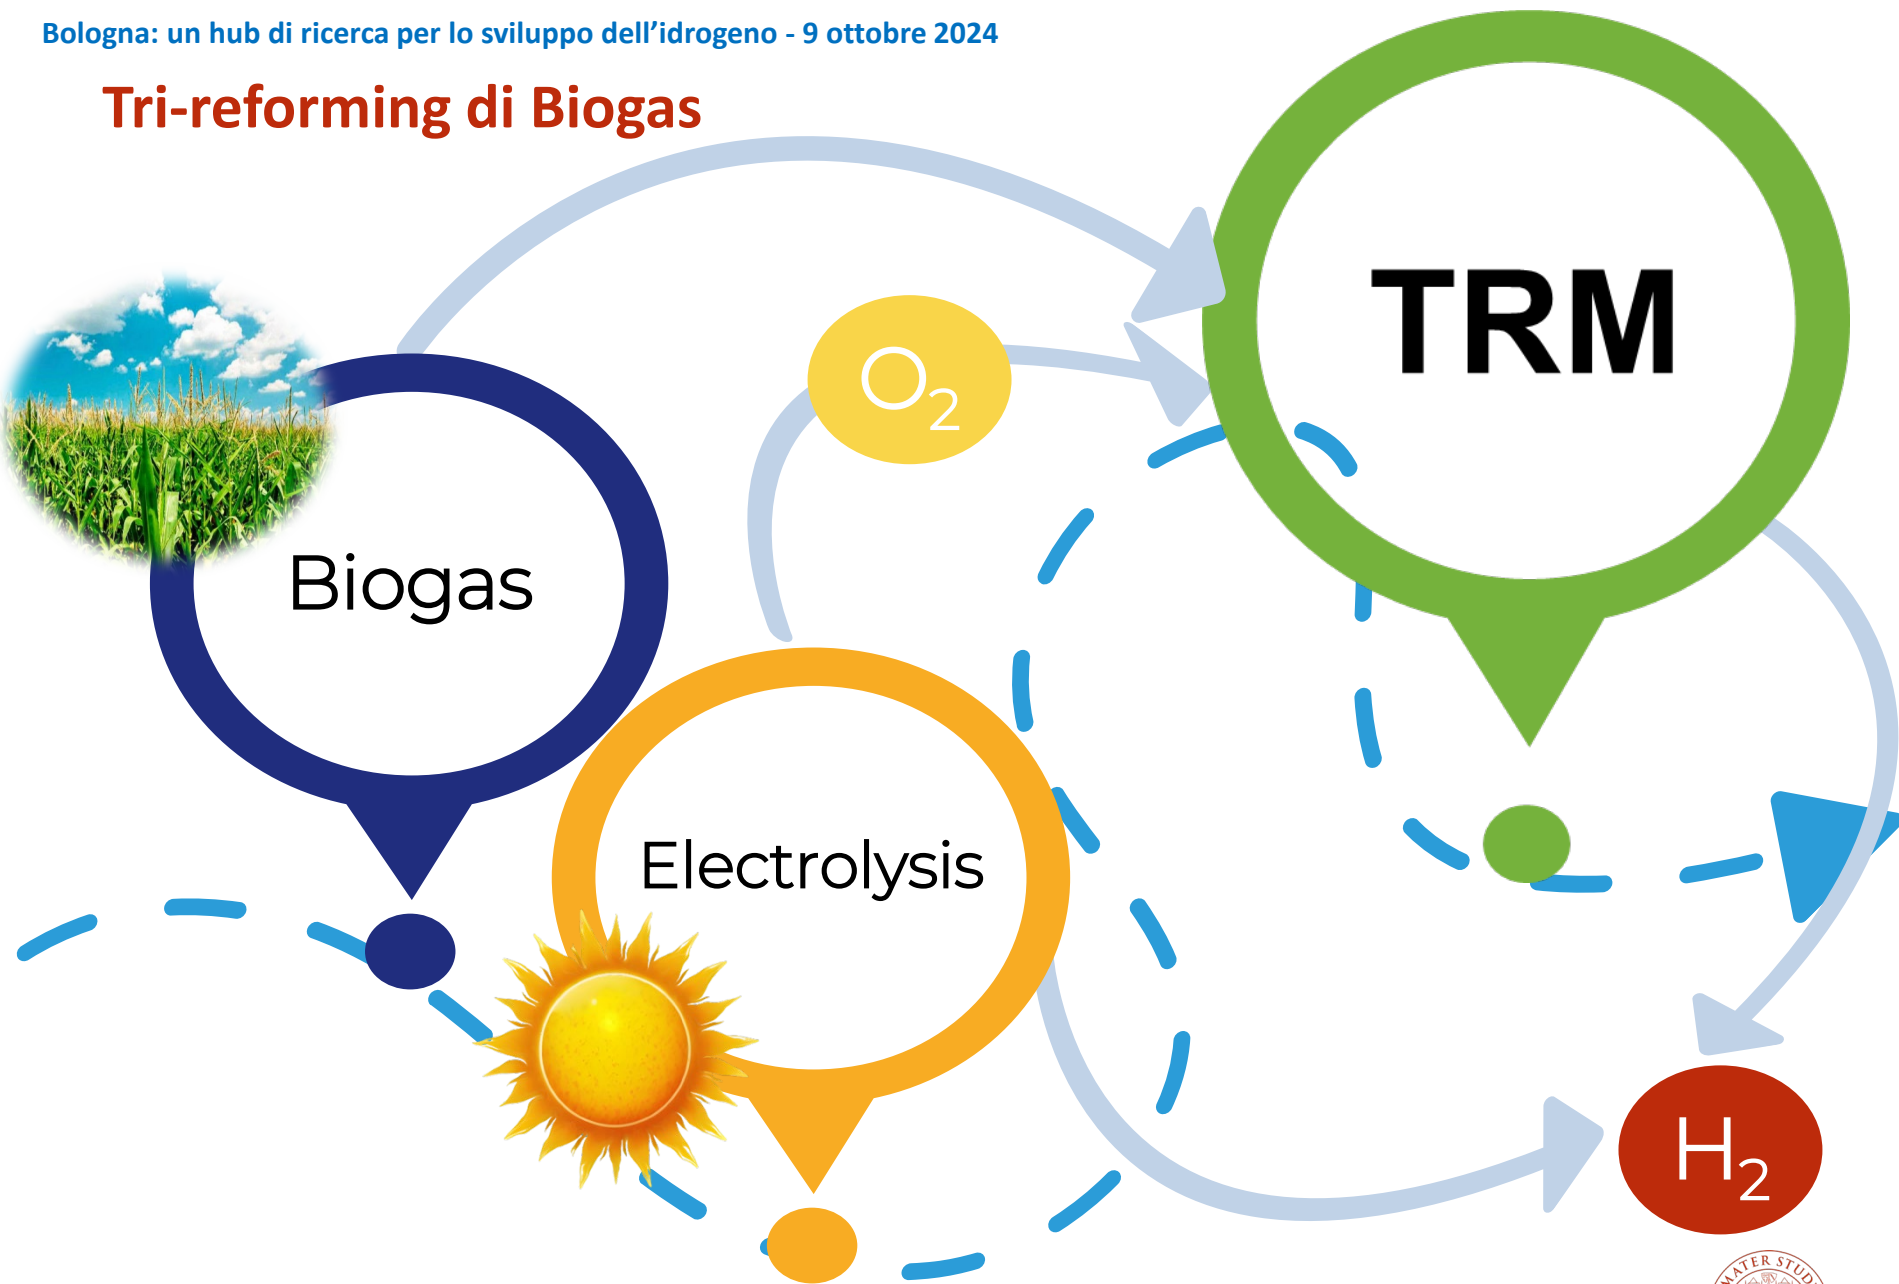 Bologna: un hub di ricerca per lo sviluppo dell’idrogeno - 9 ottobre 2024
Tri-reforming di Biogas
TRM
O₂
Biogas
Electrolysis
H₂